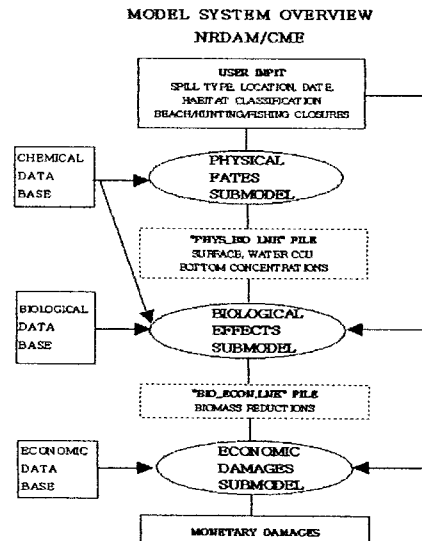 MODEL SYSTEM OVERVIEW
NRDAM/CME
USER INPUT
SPILL TYPE, LOCATION, DATE,
HABITAT CLASSIFICATION
BEACH/HUNTING/FISHING CLOSURES
CHEMICAL
DATA
BASE
PHYSICAL
FATES
SUBMODEL
"PHYS_BIO LNK" FILE
SURFACE, WATER COL/
BOTTOM CONCENTRATIONS
BIOLOGICAL
DATA
BASE
BIOLOGICAL
EFFECTS
SUBMODEL
"BIO_ECON.LNK" FILE
BIOMASS REDUCTIONS
ECONOMIC
DATA
BASE
ECONOMIC
DAMAGES
SUBMODEL
MONETARY DAMAGES